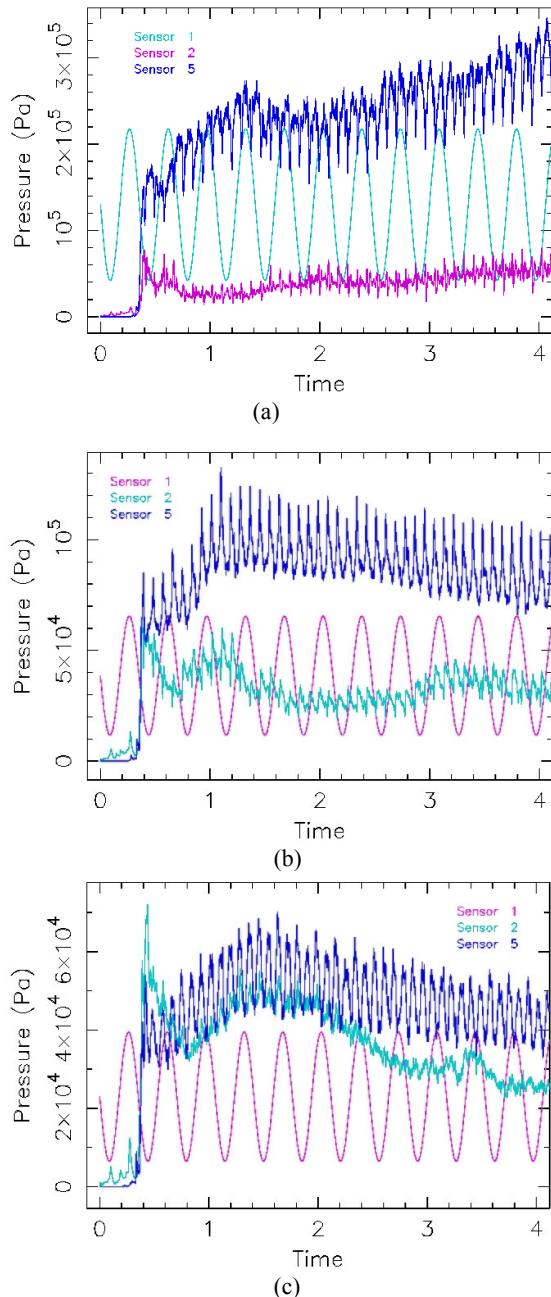 Sensor 1
Sensor 2
Sensor 5
Pressure (Pa)
3×10⁵
2×10⁵
10⁵
0
0 1 2 3 4
Time
(a)
Sensor 1
Sensor 2
Sensor 5
Pressure (Pa)
10⁵
5×10⁴
0
0 1 2 3 4
Time
(b)
Sensor 1
Sensor 2
Sensor 5
Pressure (Pa)
6×10⁴
4×10⁴
2×10⁴
0
0 1 2 3 4
Time
(c)